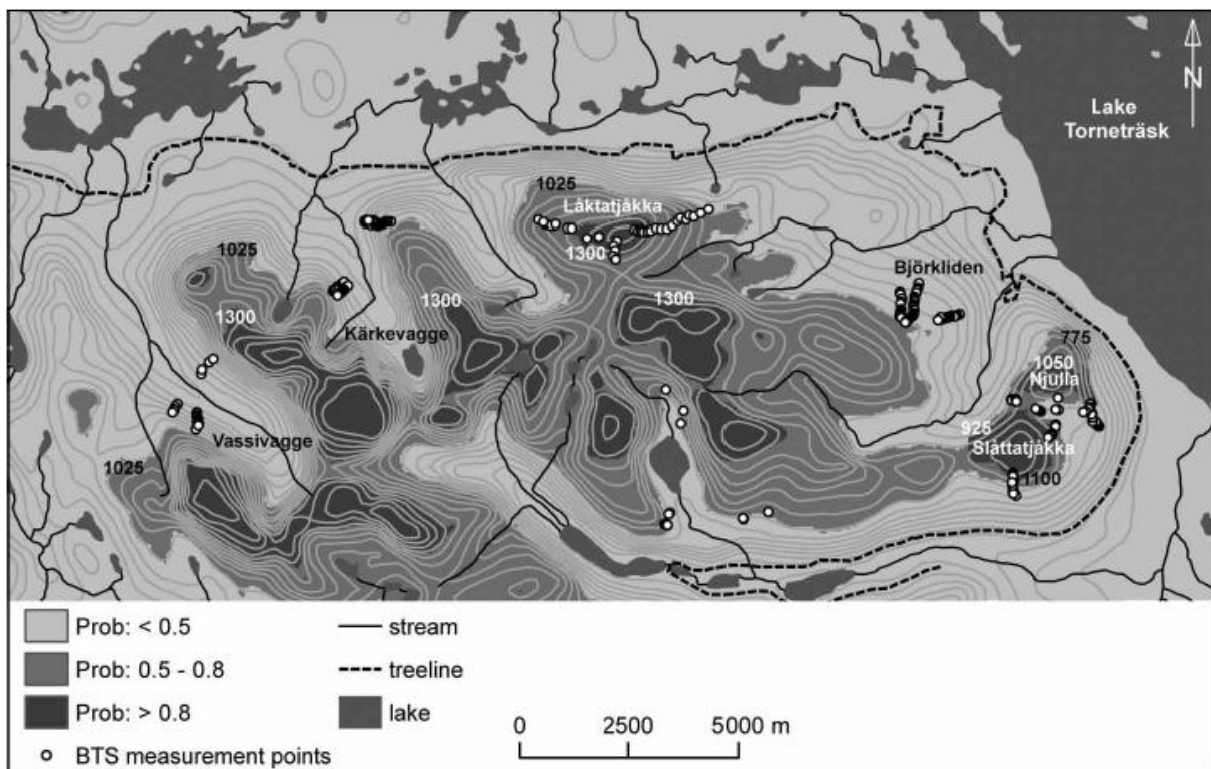 N
Lake
Torneträsk
1025
Låktatjåkka
1300
1025
1300
1300
1300
Björkliden
Kärkevagge
775
1050
Njulla
925
Slåttatjåkka
Vassivagge
1025
1100
Prob: < 0.5
Prob: 0.5 - 0.8
Prob: > 0.8
BTS measurement points
stream
treeline
lake
0 2500 5000 m